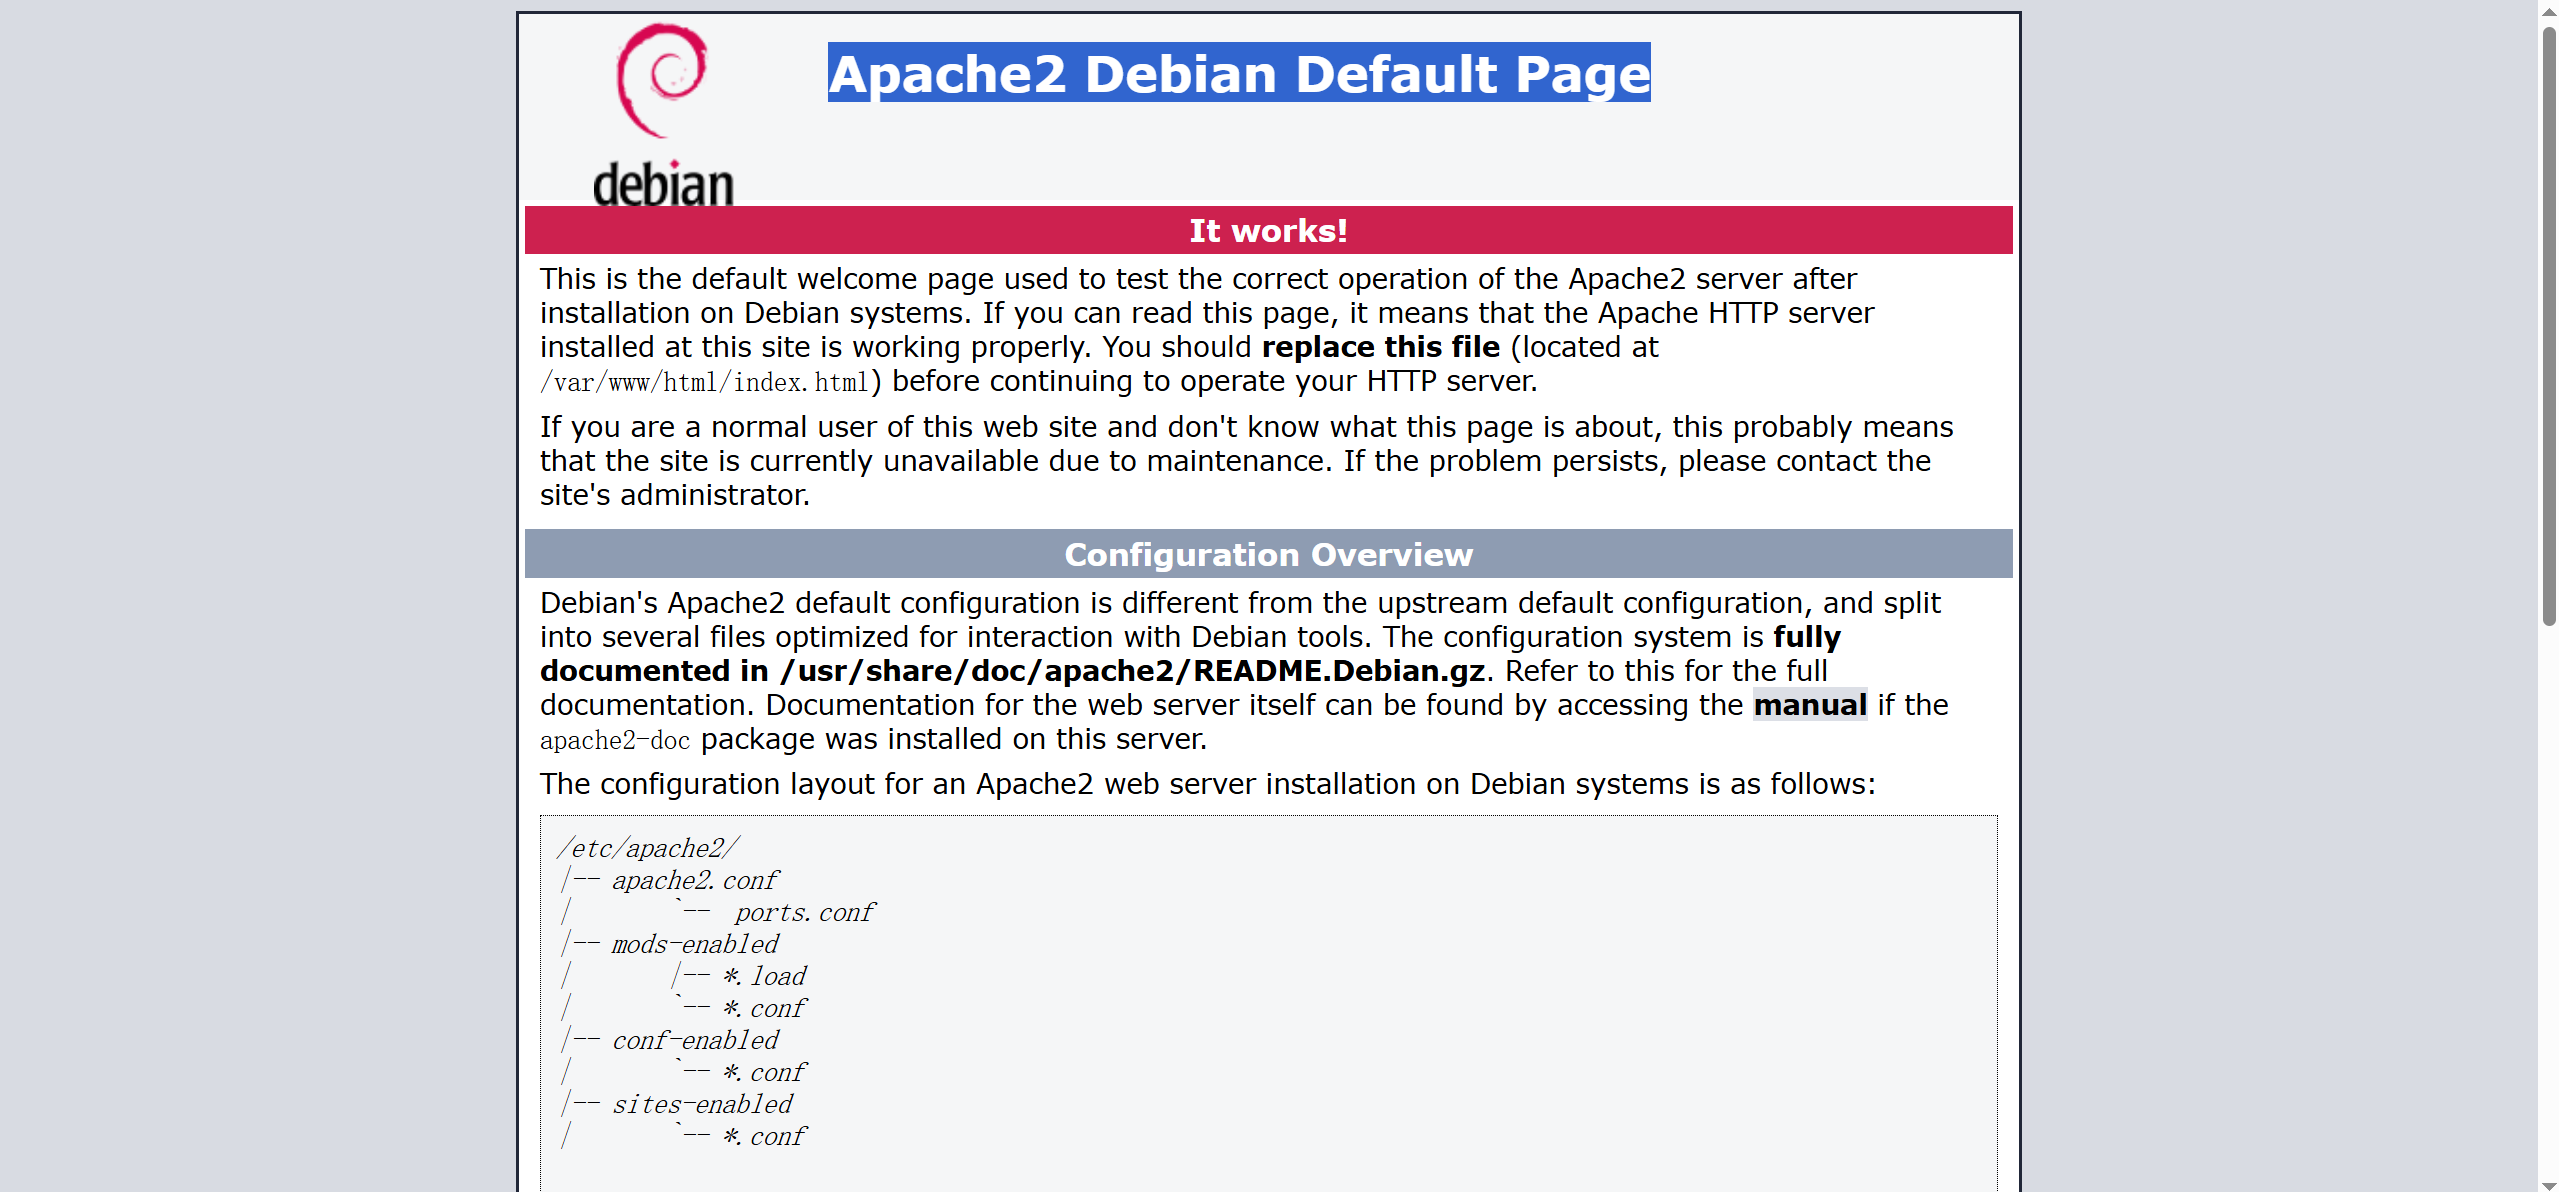 debian
Apache2 Debian Default Page
It works!
This is the default welcome page used to test the correct operation of the Apache2 server after
installation on Debian systems. If you can read this page, it means that the Apache HTTP server
installed at this site is working properly. You should replace this file (located at
/var/www/html/index.html) before continuing to operate your HTTP server.
If you are a normal user of this web site and don't know what this page is about, this probably means
that the site is currently unavailable due to maintenance. If the problem persists, please contact the
site's administrator.
Configuration Overview
Debian's Apache2 default configuration is different from the upstream default configuration, and split
into several files optimized for interaction with Debian tools. The configuration system is fully
documented in /usr/share/doc/apache2/README.Debian.gz. Refer to this for the full
documentation. Documentation for the web server itself can be found by accessing the manual if the
apache2-doc package was installed on this server.
The configuration layout for an Apache2 web server installation on Debian systems is as follows:
/etc/apache2/
|-- apache2.conf
|       `--  ports.conf
|-- mods-enabled
|       |-- *.load
|       `-- *.conf
|-- conf-enabled
|       `-- *.conf
|-- sites-enabled
|       `-- *.conf